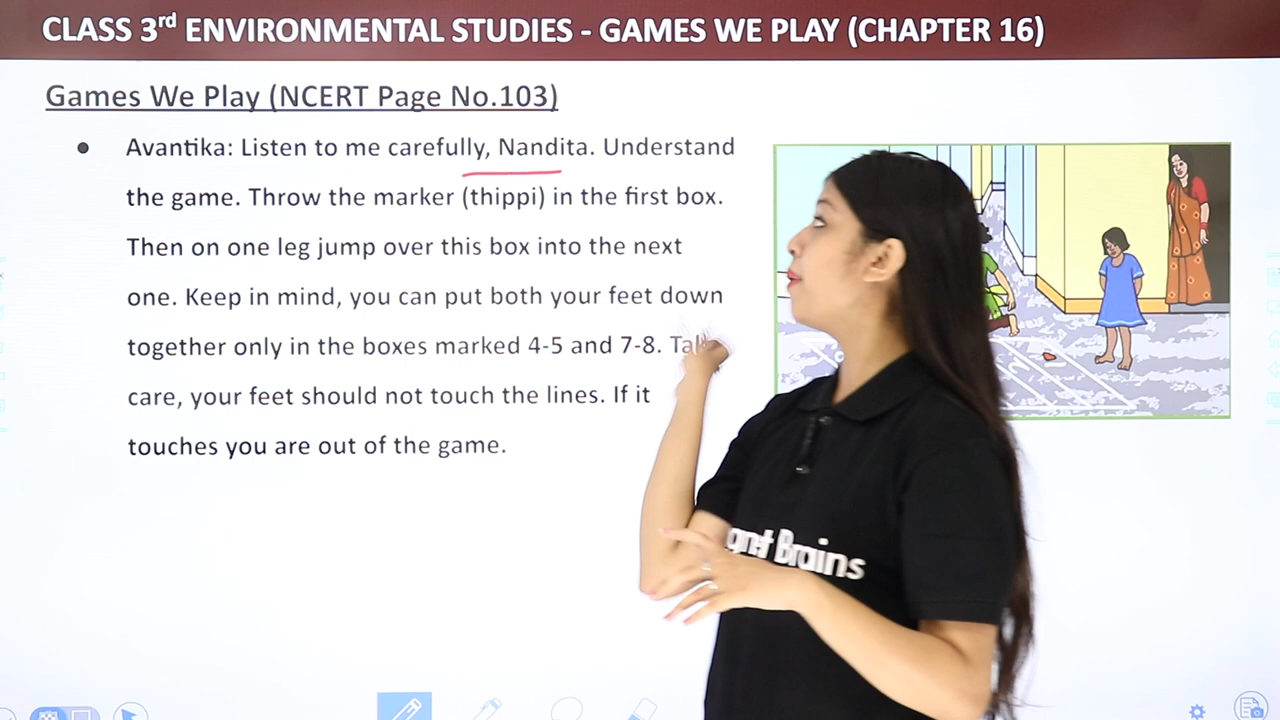 CLASS 3rd ENVIRONMENTAL STUDIES - GAMES WE PLAY (CHAPTER 16)
Games We Play (NCERT Page No.103)
● Avantika: Listen to me carefully, Nandita. Understand
the game. Throw the marker (thippi) in the first box.
Then on one leg jump over this box into the next
one. Keep in mind, you can put both your feet down
together only in the boxes marked 4-5 and 7-8.
care, your feet should not touch the lines. If it
touches you are out of the game.
Brains